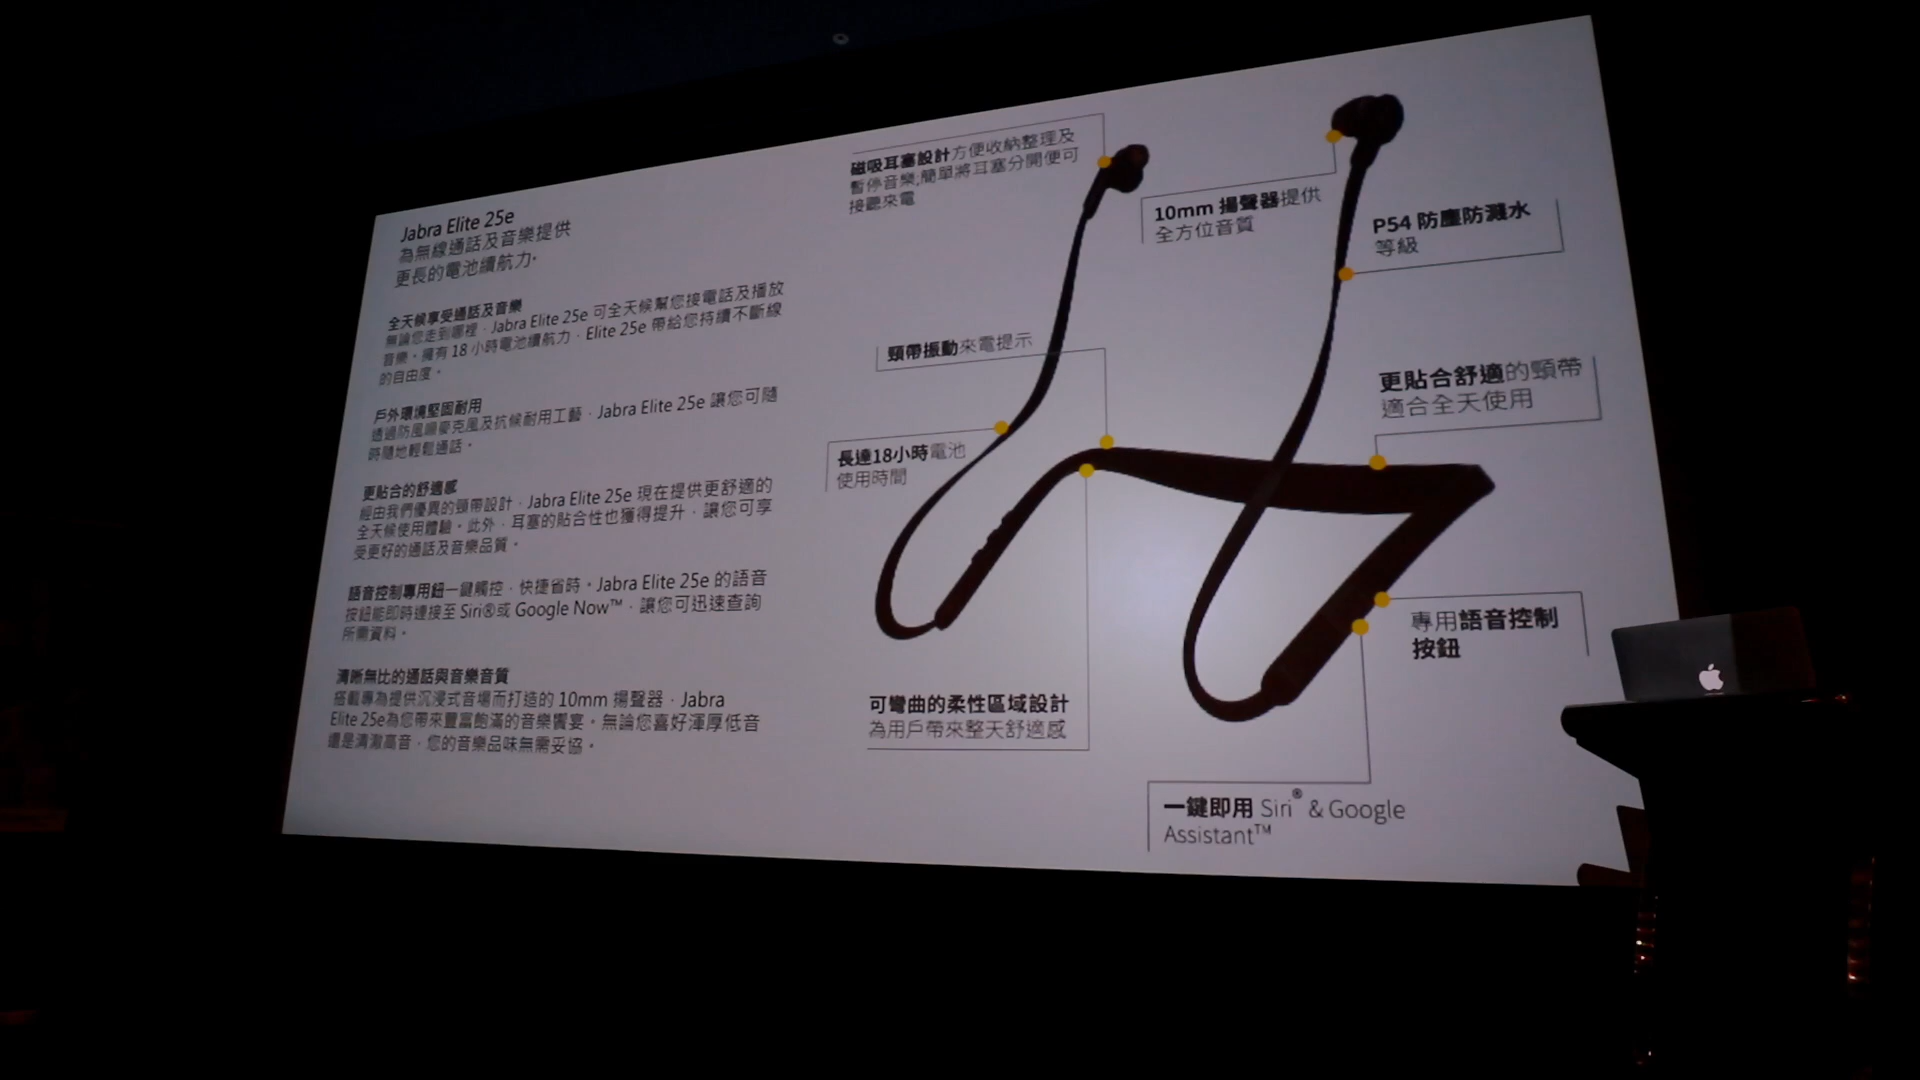 Jabra Elite 25e
為無線通話及音樂提供
更長的電池續航力。
全天候享受通話及音樂
無論您走到哪裡，Jabra Elite 25e 可全天候幫您接電話及播放
音樂。擁有 18 小時電池續航力，Elite 25e 帶給您持續不斷線
的自由度。
戶外環境堅固耐用
透過防風噪麥克風及抗候耐用工藝，Jabra Elite 25e 讓您可隨
時隨地輕鬆通話。
更貼合的舒適感
經由我們優異的頸帶設計，Jabra Elite 25e 現在提供更舒適的
全天候使用體驗。此外，耳塞的貼合性也獲得提升，讓您可享
受更好的通話及音樂品質。
語音控制專用鈕一鍵觸控，快捷省時。Jabra Elite 25e 的語音
按鈕能即時連接至 Siri®或 Google Now™，讓您可迅速查詢
所需資料。
清晰無比的通話與音樂音質
搭載專為提供沉浸式音場而打造的 10mm 揚聲器，Jabra
Elite 25e為您帶來豐富飽滿的音樂饗宴。無論您喜好渾厚低音
還是清澈高音，您的音樂品味無需妥協。
磁吸耳塞設計方便收納整理及
暫停音樂,簡單將耳塞分開便可
接聽來電
10mm 揚聲器提供
全方位音質
P54 防塵防濺水
等級
頸帶振動來電提示
更貼合舒適的頸帶
適合全天使用
長達18小時電池
使用時間
專用語音控制
按鈕
可彎曲的柔性區域設計
為用戶帶來整天舒適感
一鍵即用 Siri® & Google
Assistant™